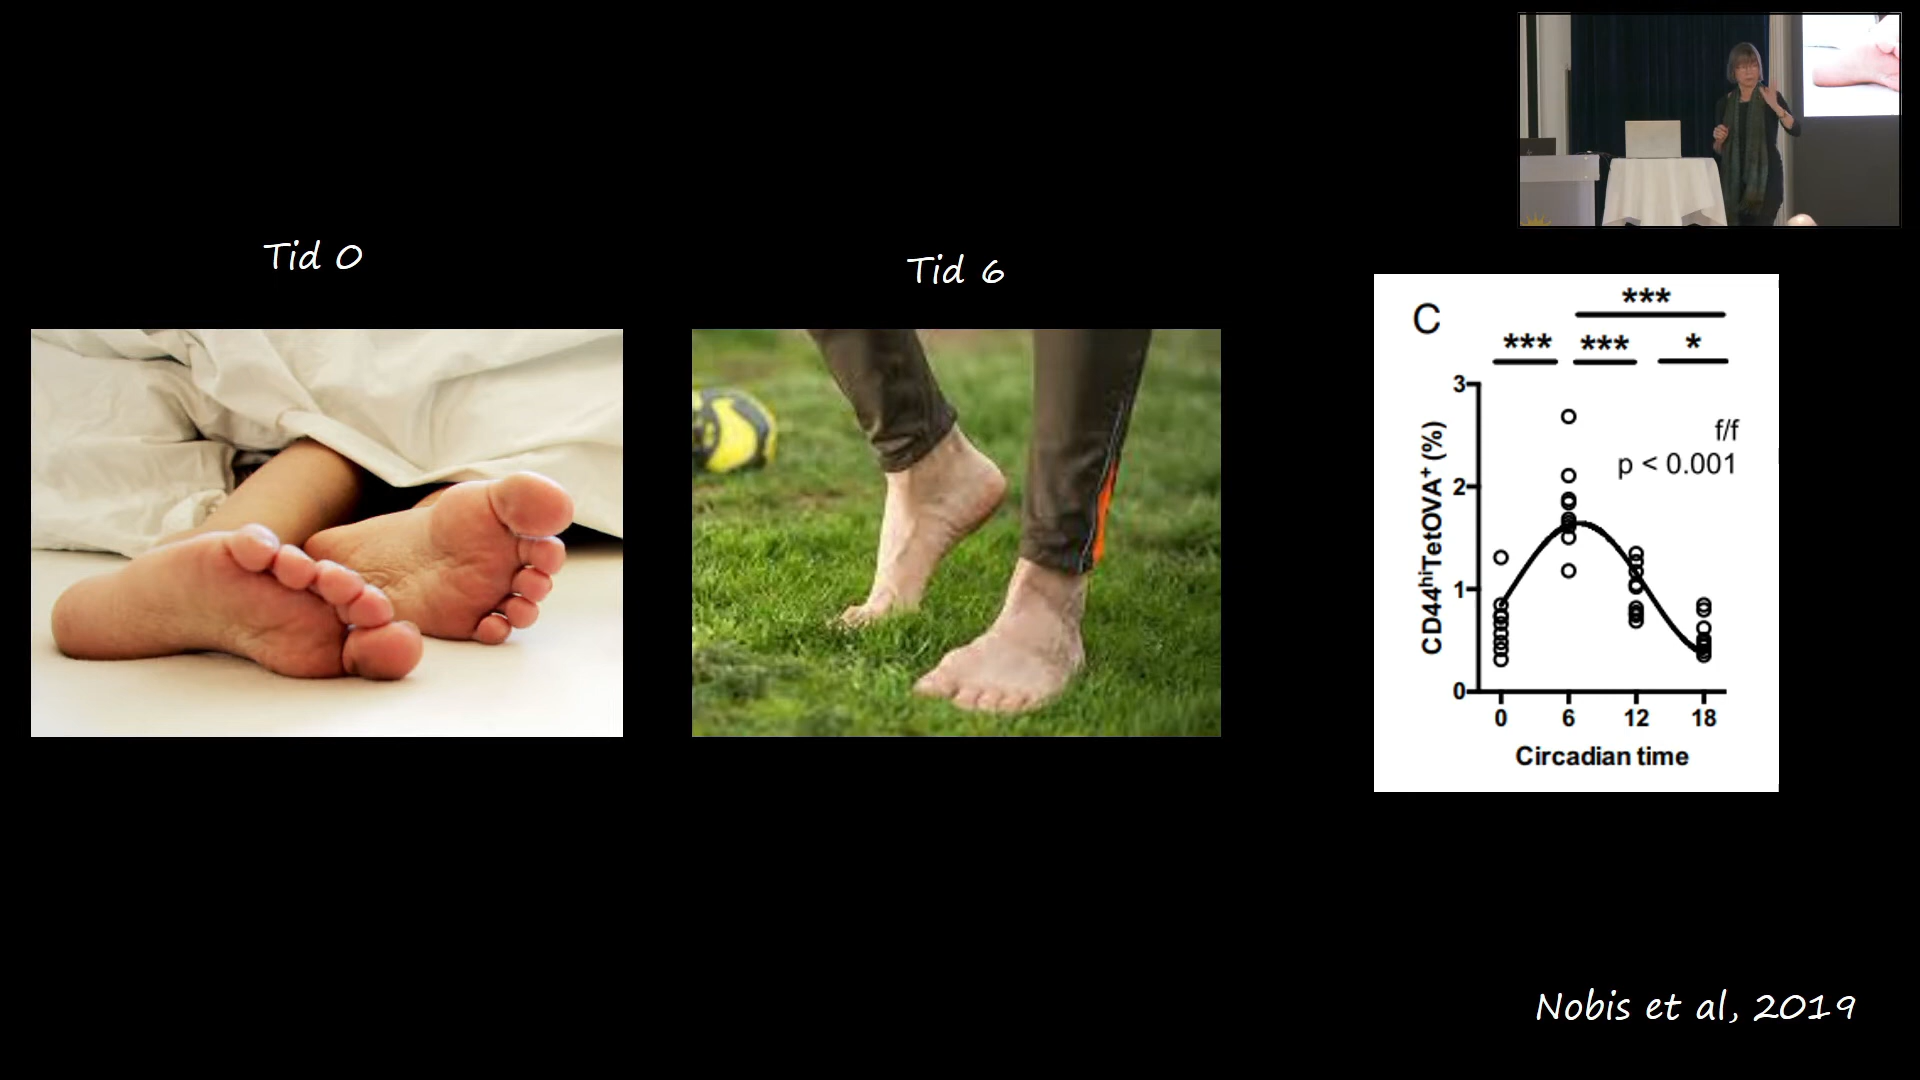 Tid 0
Tid 6
C
***
*** *** *
3
2
1
0
f/f
p < 0.001
CD44hiTetOVA+ (%)
0 6 12 18
Circadian time
Nobis et al, 2019